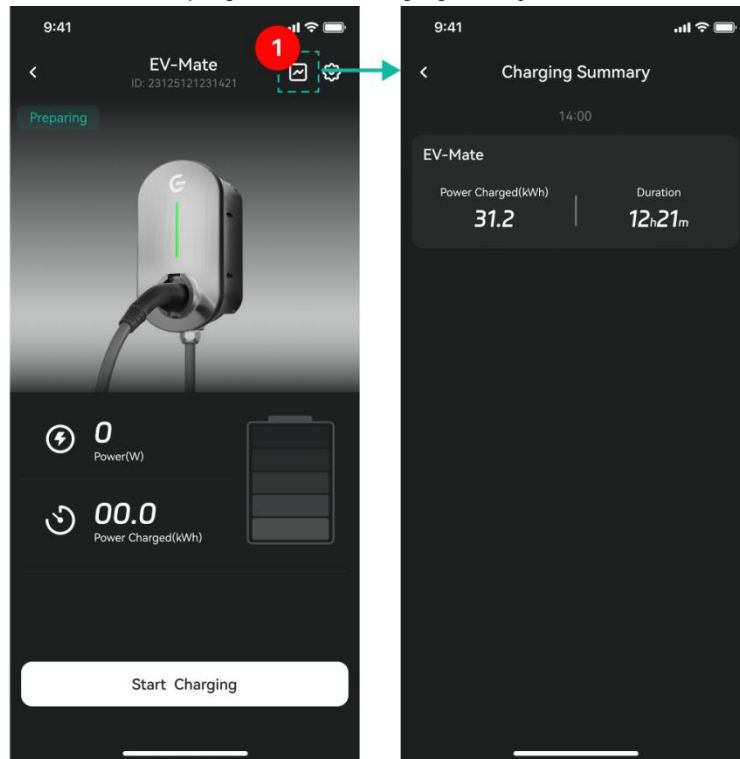 9:41
EV-Mate
ID: 23125121231421
1
Preparing
0
Power(W)
00.0
Power Charged(kWh)
Start Charging
9:41
Charging Summary
14:00
EV-Mate
Power Charged(kWh) Duration
31.2 12h21m